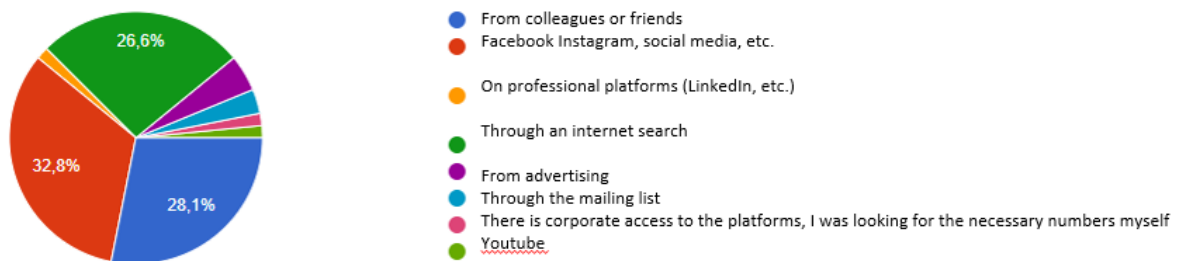 26,6%
32,8%
28,1%
From colleagues or friends
Facebook Instagram, social media, etc.
On professional platforms (LinkedIn, etc.)
Through an internet search
From advertising
Through the mailing list
There is corporate access to the platforms, I was looking for the necessary numbers myself
Youtube